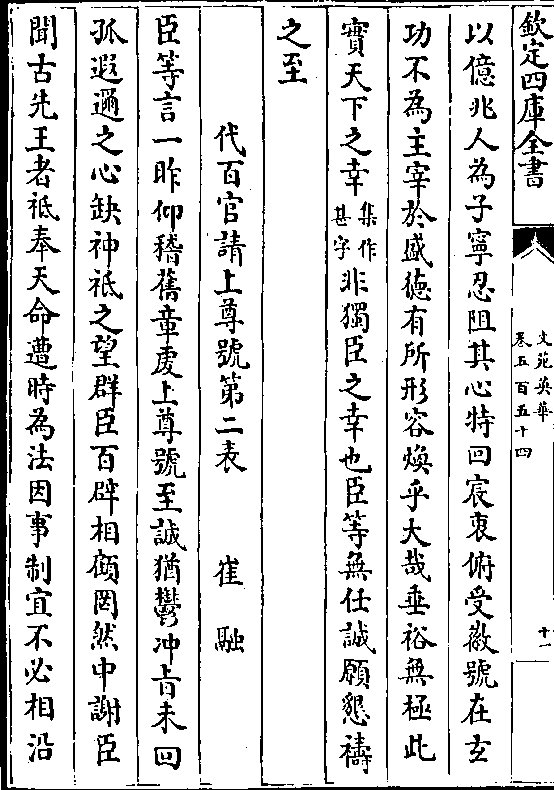 欽定四庫全書
文苑英華
卷五百五十四
十一
以億兆人為子寧忍阻其心特回宸衷俯受徽號在玄
功不為主宰於盛徳有所形容煥乎大哉垂裕無極此
實天下之幸集作甚字非獨臣之幸也臣等無任誠願懇禱
之至
代百官請上尊號第二表 崔融
臣等言一昨仰稽舊章䖍上尊號至誠猶鬱冲旨未回
孤遐邇之心缺神祗之望群臣百辟相顧罔然中謝臣
聞古先王者祗奉天命遭時為法因事制宜不必相沿